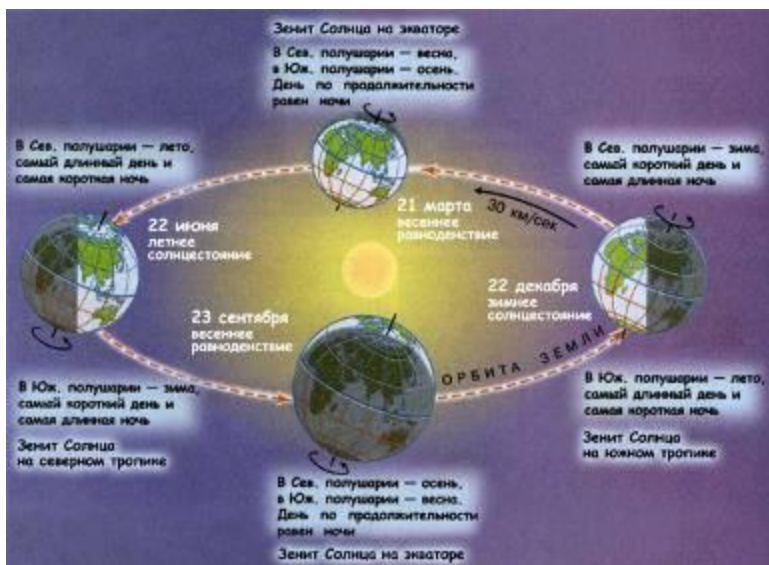 Зенит Солнца на экваторе
В Сев. полушарии — весна,
в Юж. полушарии — осень.
День по продолжительности
равен ночи
В Сев. полушарии — лето,
самый длинный день и
самая короткая ночь
В Сев. полушарии — зима,
самый короткий день и
самая длинная ночь
21 марта
весеннее
равноденствие
30 км/сек
22 июня
летнее
солнцестояние
22 декабря
зимнее
солнцестояние
23 сентября
весеннее
равноденствие
ОРБИТА ЗЕМЛИ
В Юж. полушарии — зима,
самый короткий день и
самая длинная ночь
Зенит Солнца
на северном тропике
В Юж. полушарии — лето,
самый длинный день и
самая короткая ночь
Зенит Солнца
на южном тропике
В Сев. полушарии — осень,
в Юж. полушарии — весна.
День по продолжительности
равен ночи
Зенит Солнца на экваторе